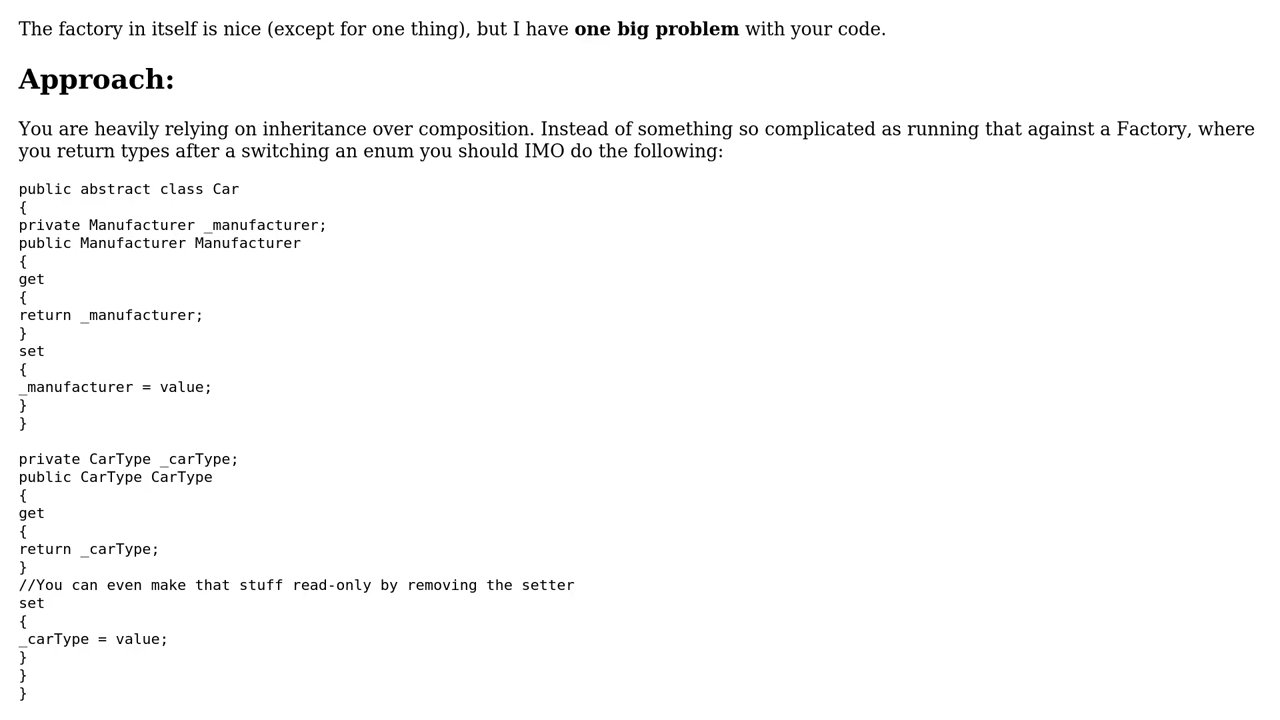 The factory in itself is nice (except for one thing), but I have one big problem with your code.
Approach:
You are heavily relying on inheritance over composition. Instead of something so complicated as running that against a Factory, where
you return types after a switching an enum you should IMO do the following:
public abstract class Car
{
private Manufacturer _manufacturer;
public Manufacturer Manufacturer
{
get
{
return _manufacturer;
}
set
{
_manufacturer = value;
}
}
private CarType _carType;
public CarType CarType
{
get
{
return _carType;
}
//You can even make that stuff read-only by removing the setter
set
{
_carType = value;
}
}
}